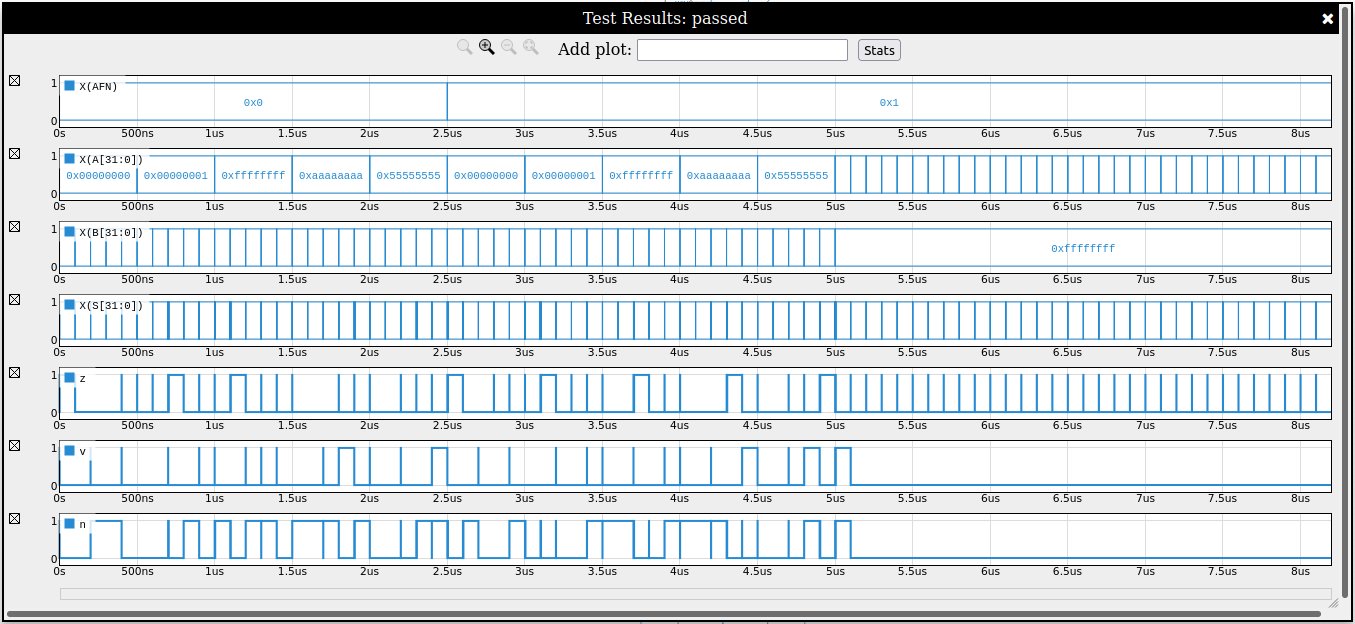 Test Results: passed
Add plot: Stats
1 X(AFN)
0x0 0x1
0
0s 500ns 1us 1.5us 2us 2.5us 3us 3.5us 4us 4.5us 5us 5.5us 6us 6.5us 7us 7.5us 8us
1 X(A[31:0])
0x00000000 0x00000001 0xffffffff 0xaaaaaaaa 0x55555555 0x00000000 0x00000001 0xffffffff 0xaaaaaaaa 0x55555555
0
0s 500ns 1us 1.5us 2us 2.5us 3us 3.5us 4us 4.5us 5us 5.5us 6us 6.5us 7us 7.5us 8us
1 X(B[31:0])
0xffffffff
0
0s 500ns 1us 1.5us 2us 2.5us 3us 3.5us 4us 4.5us 5us 5.5us 6us 6.5us 7us 7.5us 8us
1 X(S[31:0])
0
0s 500ns 1us 1.5us 2us 2.5us 3us 3.5us 4us 4.5us 5us 5.5us 6us 6.5us 7us 7.5us 8us
1 z
0
0s 500ns 1us 1.5us 2us 2.5us 3us 3.5us 4us 4.5us 5us 5.5us 6us 6.5us 7us 7.5us 8us
1 v
0
0s 500ns 1us 1.5us 2us 2.5us 3us 3.5us 4us 4.5us 5us 5.5us 6us 6.5us 7us 7.5us 8us
1 n
0
0s 500ns 1us 1.5us 2us 2.5us 3us 3.5us 4us 4.5us 5us 5.5us 6us 6.5us 7us 7.5us 8us